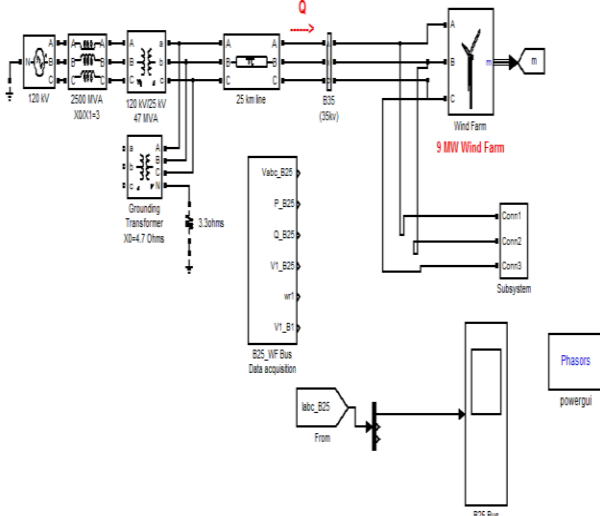 Q
N A B C
120 kV
A B C A B C
2500 MVA
X0/X1=3
A B C a b c
120 kV/25 kV
47 MVA
A B C A B C
25 km line
B35
(35kv)
A
B
C
m
Wind Farm
9 MW Wind Farm
m
a
b
c
A
B
C
N
Grounding
Transformer
X0=4.7 Ohms
3.3ohms
Vabc_B25
P_B25
Q_B25
V1_B25
wr1
V1_B1
B25_WF Bus
Data acquisition
Conn1
Conn2
Conn3
Subsystem
Iabc_B25
From
Phasors
powergui
B25 Bus